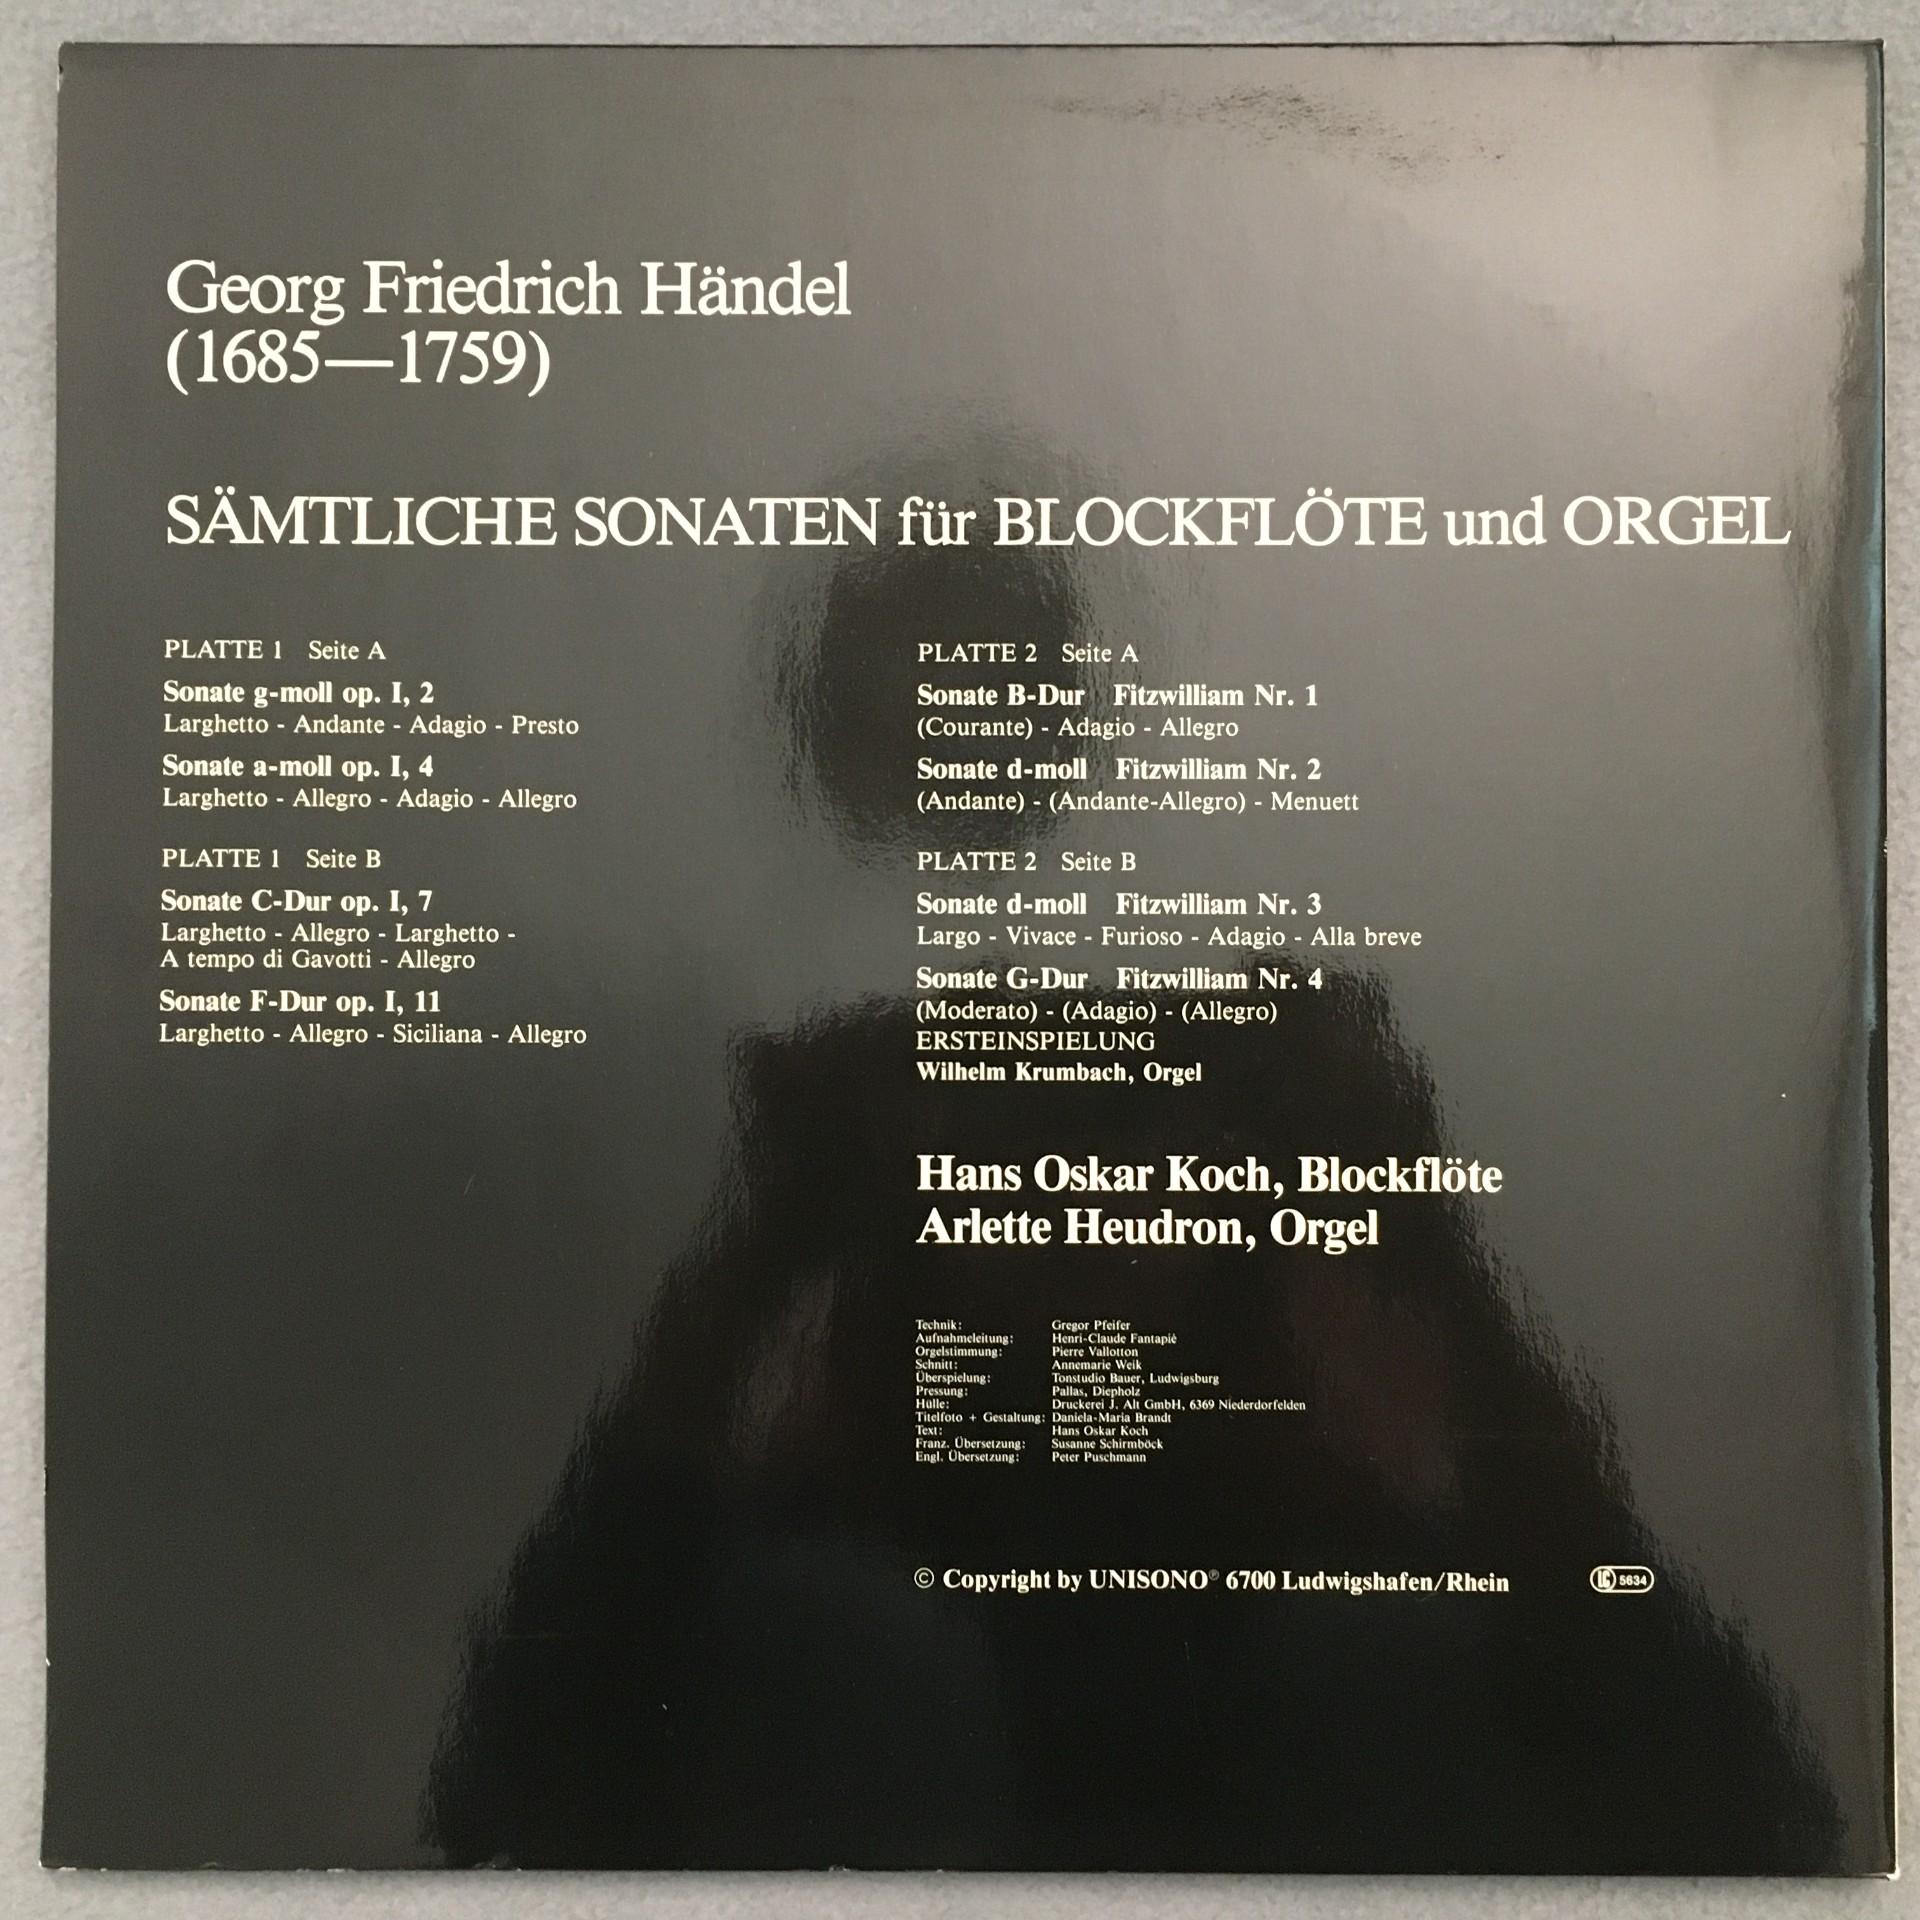 Georg Friedrich Händel
(1685—1759)
SÄMTLICHE SONATEN für BLOCKFLÖTE und ORGEL
PLATTE 1 Seite A
Sonate g-moll op. I, 2
Larghetto - Andante - Adagio - Presto
Sonate a-moll op. I, 4
Larghetto - Allegro - Adagio - Allegro
PLATTE 1 Seite B
Sonate C-Dur op. I, 7
Larghetto - Allegro - Larghetto -
A tempo di Gavotti - Allegro
Sonate F-Dur op. I, 11
Larghetto - Allegro - Siciliana - Allegro
PLATTE 2 Seite A
Sonate B-Dur Fitzwilliam Nr. 1
(Courante) - Adagio - Allegro
Sonate d-moll Fitzwilliam Nr. 2
(Andante) - (Andante-Allegro) - Menuett
PLATTE 2 Seite B
Sonate d-moll Fitzwilliam Nr. 3
Largo - Vivace - Furioso - Adagio - Alla breve
Sonate G-Dur Fitzwilliam Nr. 4
(Moderato) - (Adagio) - (Allegro)
ERSTEINSPIELUNG
Wilhelm Krumbach, Orgel
Hans Oskar Koch, Blockflöte
Arlette Heudron, Orgel
Technik: Gregor Pfeifer
Aufnahmeleitung: Henri-Claude Fantapié
Orgelstimmung: Pierre Vallotton
Schnitt: Annemarie Weik
Überspielung: Tonstudio Bauer, Ludwigsburg
Pressung: Pallas, Diepholz
Hülle: Druckerei J. Alt GmbH, 6369 Niederdorfelden
Titelfoto + Gestaltung: Daniela-Maria Brandt
Text: Hans Oskar Koch
Franz. Übersetzung: Susanne Schirmböck
Engl. Übersetzung: Peter Puschmann
© Copyright by UNISONO℗ 6700 Ludwigshafen/Rhein
LC 5634